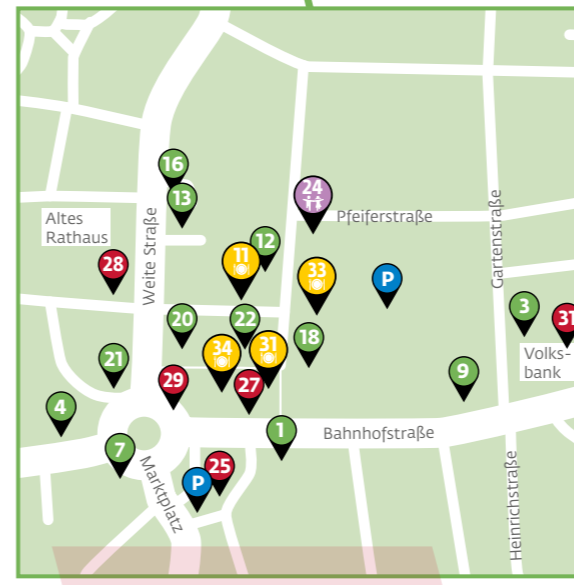 16
13
24
Pfeiferstraße
Altes
Rathaus
Weite Straße
Gartenstraße
12
11
28
33
P
3
31
20
22
18
Volks-
bank
34
31
21
29
27
9
4
1
Bahnhofstraße
7
25
P
Marktplatz
Heinrichstraße